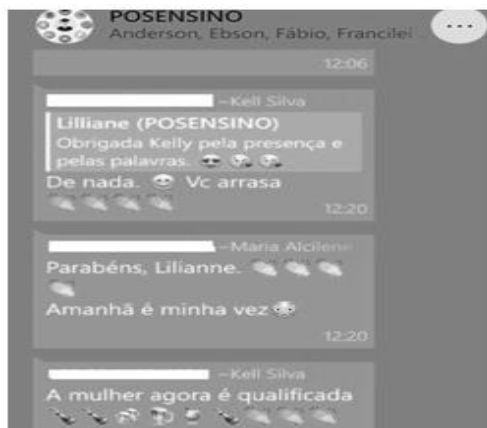 POSENSINO
Anderson, Ebson, Fábio, Francilei
12:06
~Kell Silva
Lilliane (POSENSINO)
Obrigada Kelly pela presença e
pelas palavras. 😎 🥳 🥳
De nada. 😁 Vc arrasa
👏 👏 👏 👏
12:20
~Maria Alcilene
Parabéns, Lilianne. 👏 👏 👏
👏
Amanhã é minha vez 😳
12:20
~Kell Silva
A mulher agora é qualificada